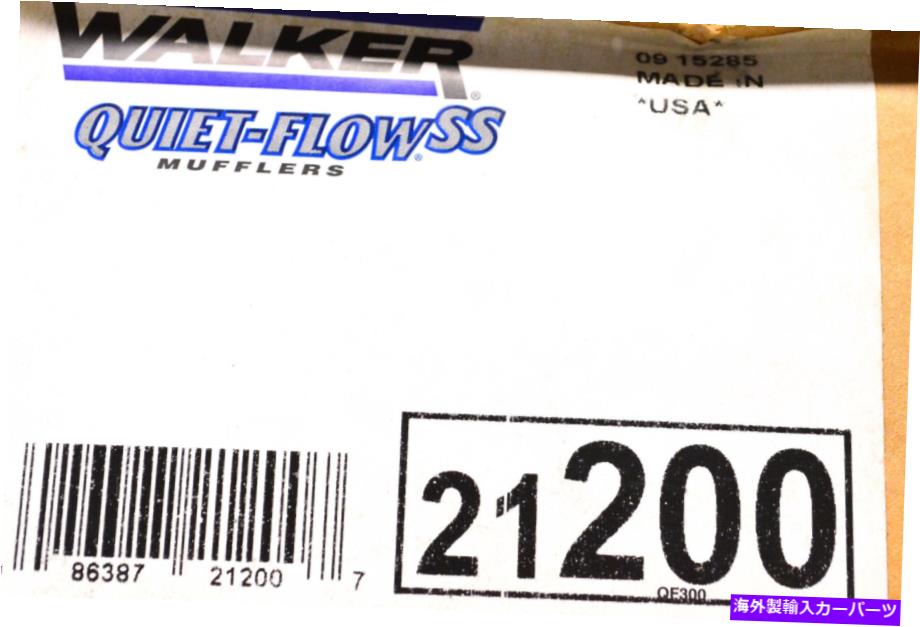 WALKER®
09 15285
MADE IN
*USA*
QUIET-FLOW® SS
MUFFLERS
21200
86387 21200 7
QF300
海外製輸入カーパーツ